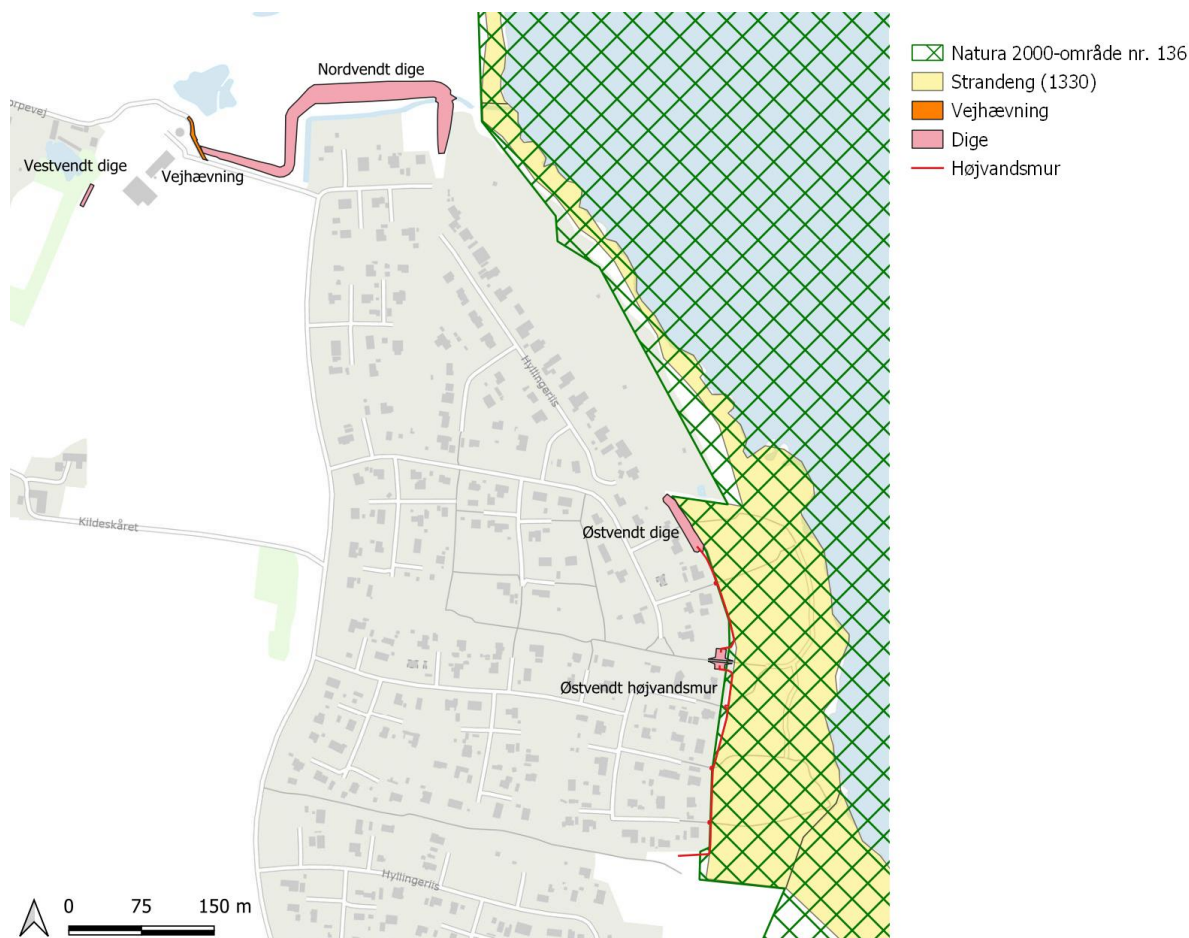 Nordvendt dige
orpevej
Vestvendt dige
Vejhævning
Hyllingeriis
Kildeskåret
Østvendt dige
Østvendt højvandsmur
Hyllingeriis
0 75 150 m
Natura 2000-område nr. 136
Strandeng (1330)
Vejhævning
Dige
Højvandsmur